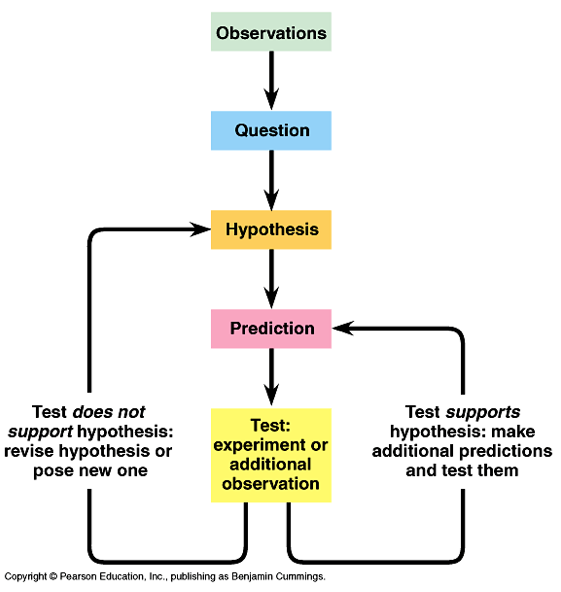 Observations
Question
Hypothesis
Prediction
Test:
experiment or
additional
observation
Test does not
support hypothesis:
revise hypothesis or
pose new one
Test supports
hypothesis: make
additional predictions
and test them
Copyright © Pearson Education, Inc., publishing as Benjamin Cummings.